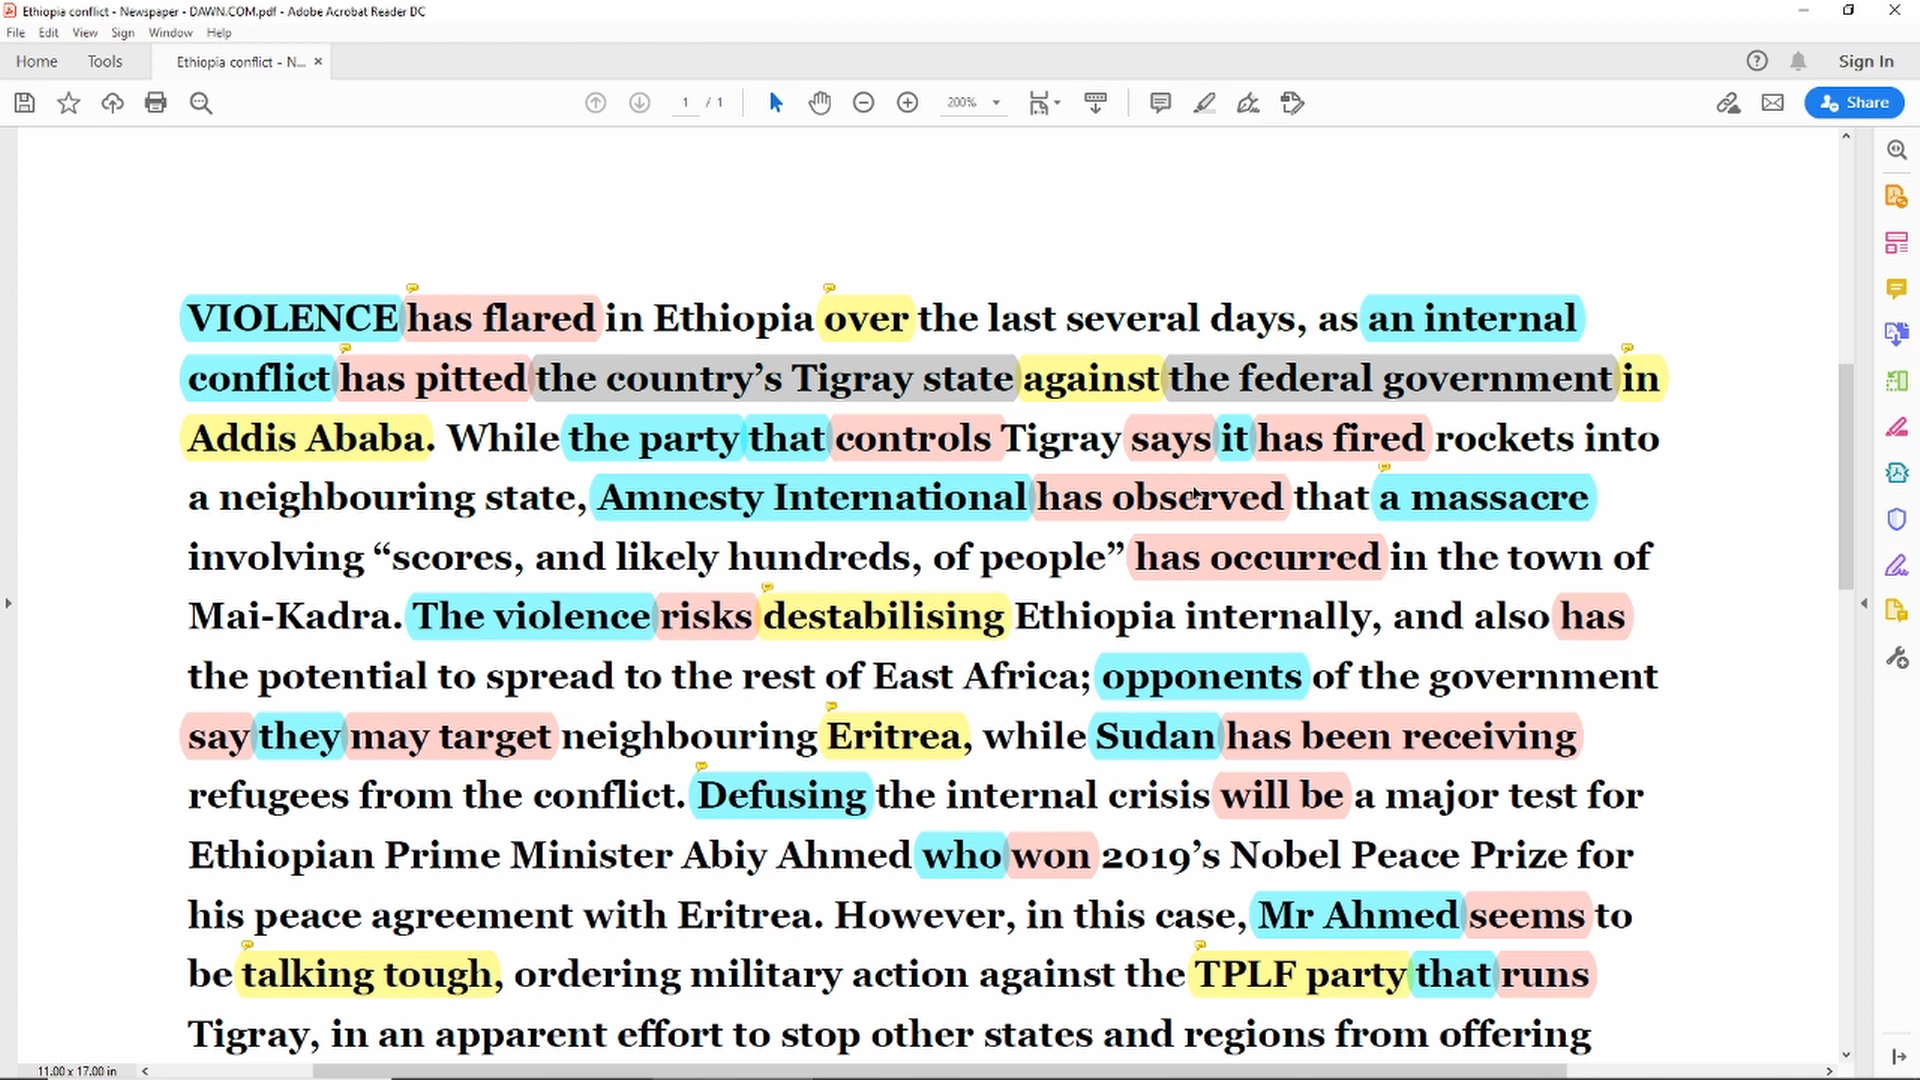 Ethiopia conflict - Newspaper - DAWN.COM.pdf - Adobe Acrobat Reader DC
File Edit View Sign Window Help
Home Tools Ethiopia conflict - N... × Sign In
1 / 1 200% Share
VIOLENCE has flared in Ethiopia over the last several days, as an internal
conflict has pitted the country’s Tigray state against the federal government in
Addis Ababa. While the party that controls Tigray says it has fired rockets into
a neighbouring state, Amnesty International has observed that a massacre
involving “scores, and likely hundreds, of people” has occurred in the town of
Mai-Kadra. The violence risks destabilising Ethiopia internally, and also has
the potential to spread to the rest of East Africa; opponents of the government
say they may target neighbouring Eritrea, while Sudan has been receiving
refugees from the conflict. Defusing the internal crisis will be a major test for
Ethiopian Prime Minister Abiy Ahmed who won 2019’s Nobel Peace Prize for
his peace agreement with Eritrea. However, in this case, Mr Ahmed seems to
be talking tough, ordering military action against the TPLF party that runs
Tigray, in an apparent effort to stop other states and regions from offering
11.00 x 17.00 in